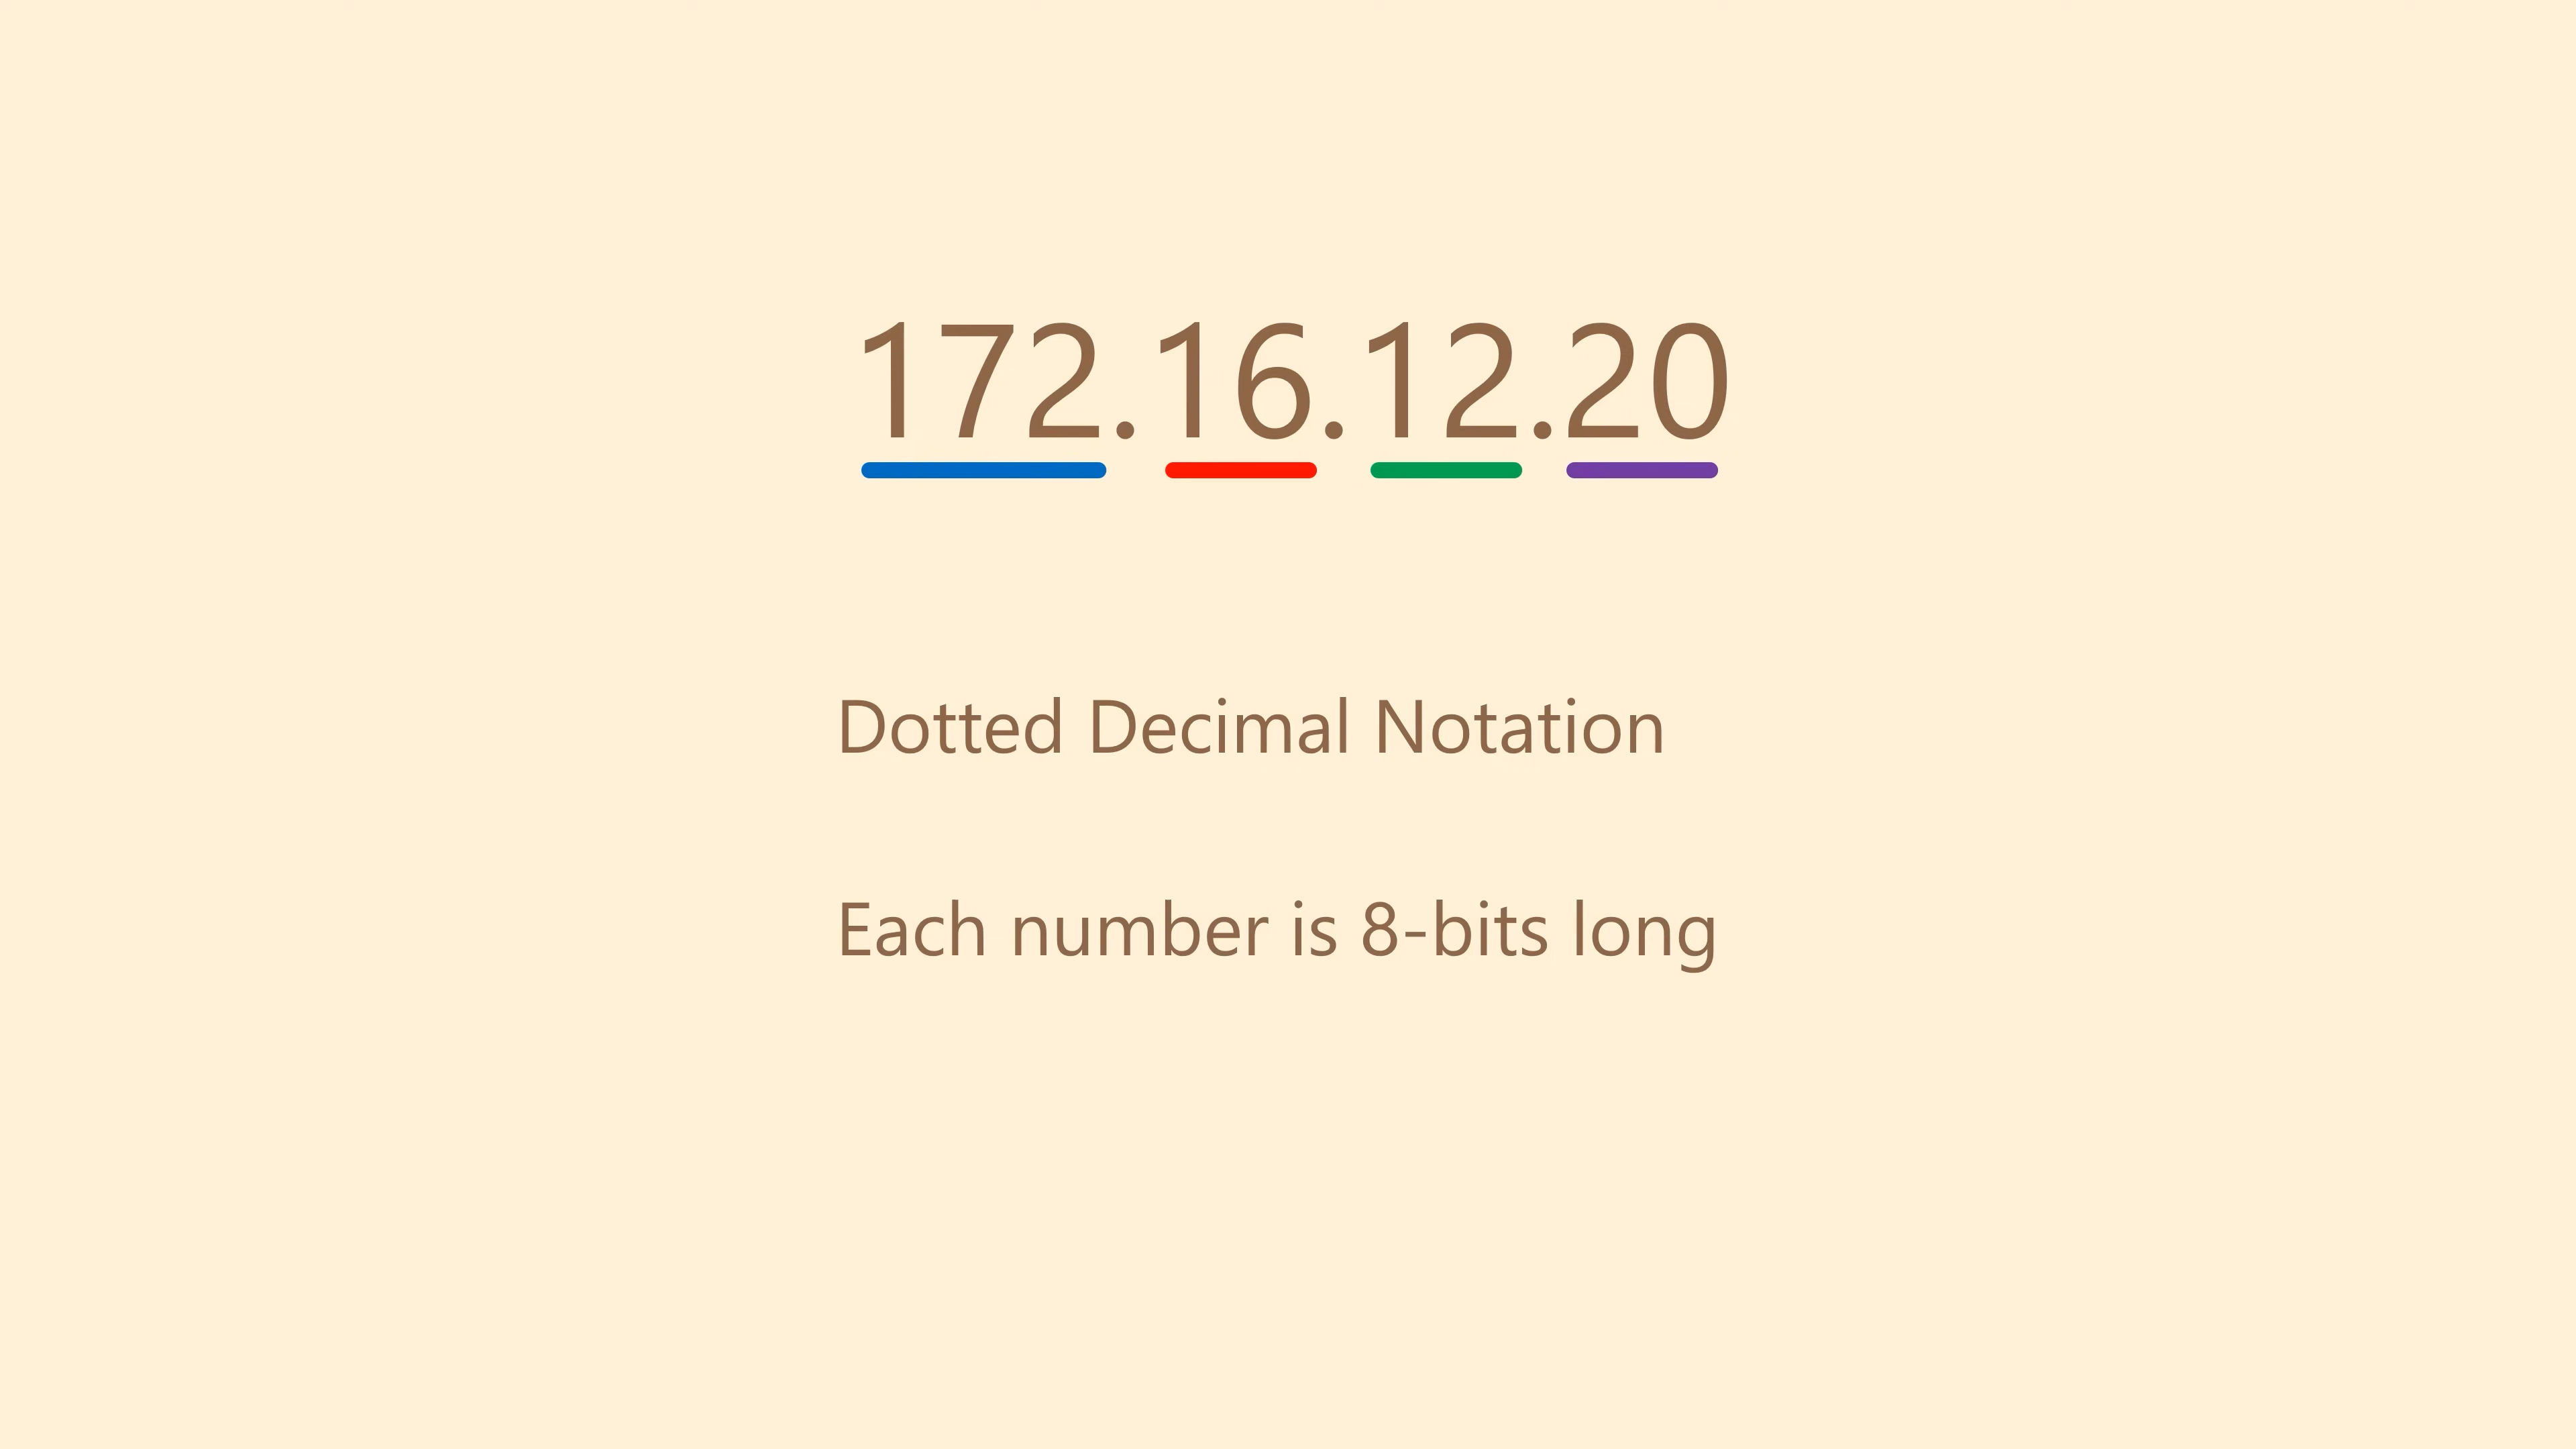 172.16.12.20
Dotted Decimal Notation
Each number is 8-bits long